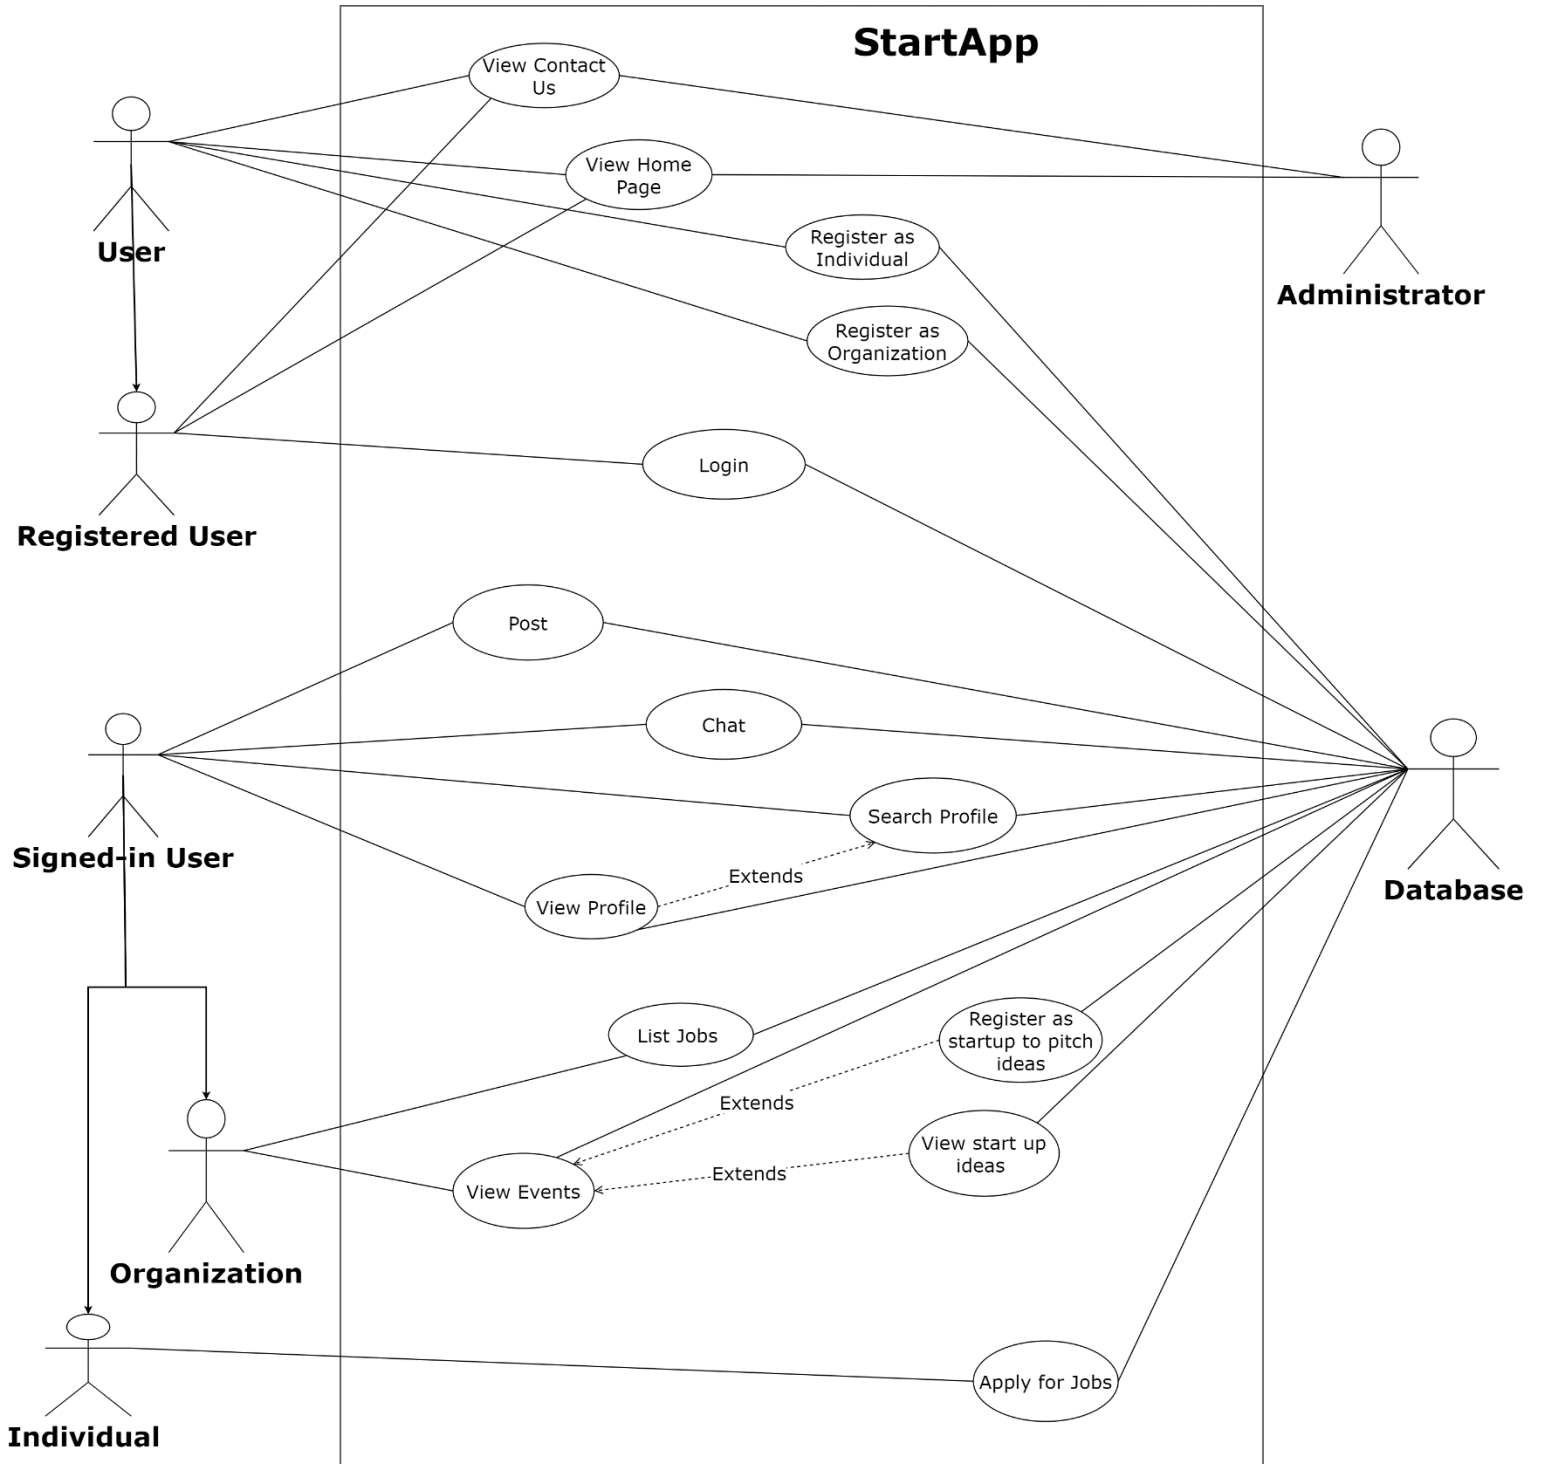 StartApp
View Contact
Us
View Home
Page
User
Register as
Individual
Administrator
Register as
Organization
Login
Registered User
Post
Chat
Search Profile
Signed-in User
Extends
Database
View Profile
List Jobs
Register as
startup to pitch
ideas
Extends
View start up
ideas
Extends
View Events
Organization
Apply for Jobs
Individual